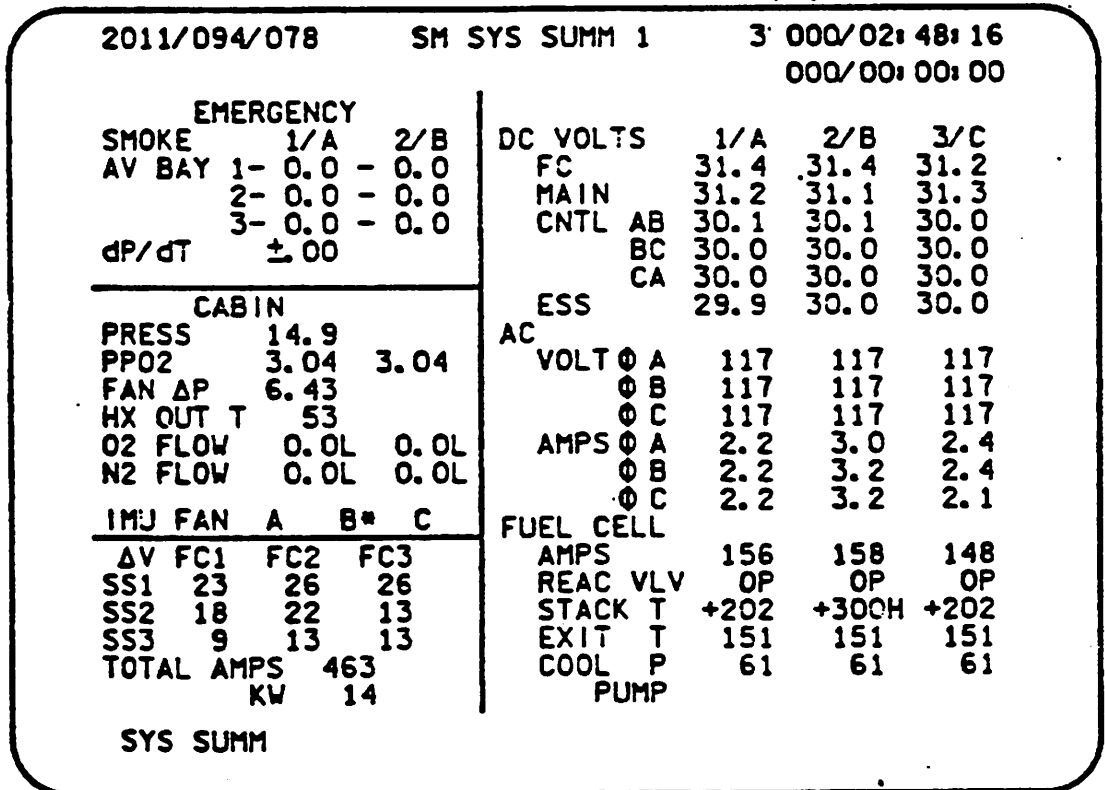 2011/094/078 SM SYS SUMM 1 3 000/02:48:16
000/00:00:00
EMERGENCY
SMOKE 1/A 2/B
AV BAY 1- 0.0 - 0.0
2- 0.0 - 0.0
3- 0.0 - 0.0
dP/dT ±.00
CABIN
PRESS 14.9
PPO2 3.04 3.04
FAN ΔP 6.43
HX OUT T 53
O2 FLOW 0.0L 0.0L
N2 FLOW 0.0L 0.0L
IMU FAN A B* C
ΔV FC1 FC2 FC3
SS1 23 26 26
SS2 18 22 13
SS3 9 13 13
TOTAL AMPS 463
KW 14
DC VOLTS 1/A 2/B 3/C
FC 31.4 31.4 31.2
MAIN 31.2 31.1 31.3
CNTL AB 30.1 30.1 30.0
BC 30.0 30.0 30.0
CA 30.0 30.0 30.0
ESS 29.9 30.0 30.0
AC
VOLT Φ A 117 117 117
Φ B 117 117 117
Φ C 117 117 117
AMPS Φ A 2.2 3.0 2.4
Φ B 2.2 3.2 2.4
Φ C 2.2 3.2 2.1
FUEL CELL
AMPS 156 158 148
REAC VLV OP OP OP
STACK T +202 +300H +202
EXIT T 151 151 151
COOL P 61 61 61
PUMP
SYS SUMM